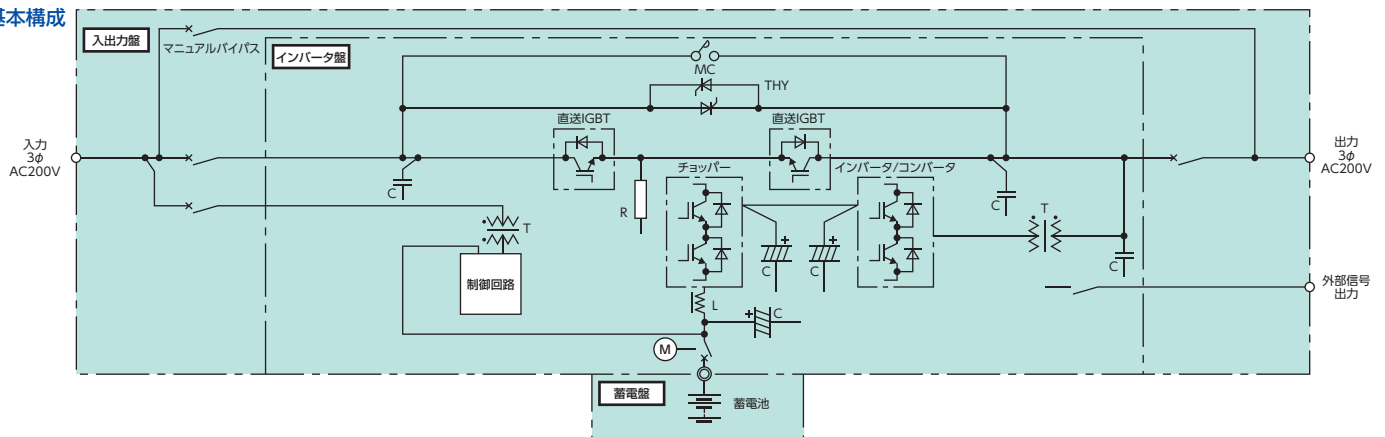 基本構成
入出力盤
マニュアルバイパス
インバータ盤
MC
THY
直送IGBT
直送IGBT
入力
3φ
AC200V
出力
3φ
AC200V
チョッパー
インバータ/コンバータ
C
R
C
T
T
C
C
C
制御回路
L
C
外部信号
出力
M
蓄電盤
蓄電池